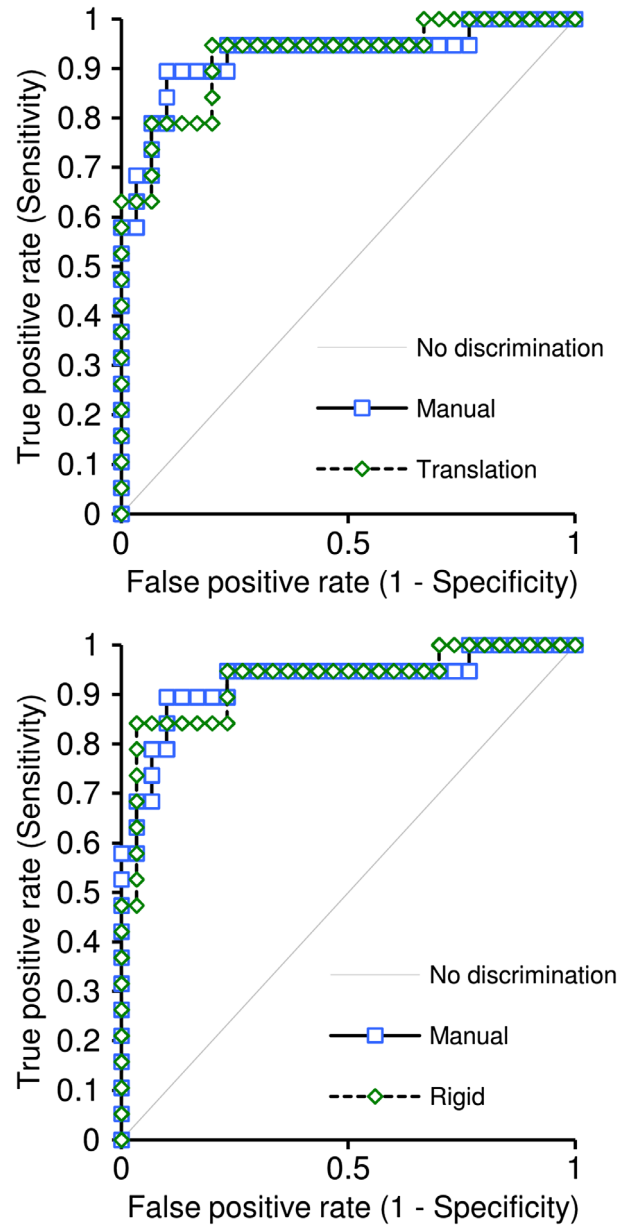 1
0.9
0.8
0.7
0.6
0.5
0.4
0.3
0.2
0.1
0
True positive rate (Sensitivity)
No discrimination
Manual
Translation
0 0.5 1
False positive rate (1 - Specificity)
1
0.9
0.8
0.7
0.6
0.5
0.4
0.3
0.2
0.1
0
True positive rate (Sensitivity)
No discrimination
Manual
Rigid
0 0.5 1
False positive rate (1 - Specificity)